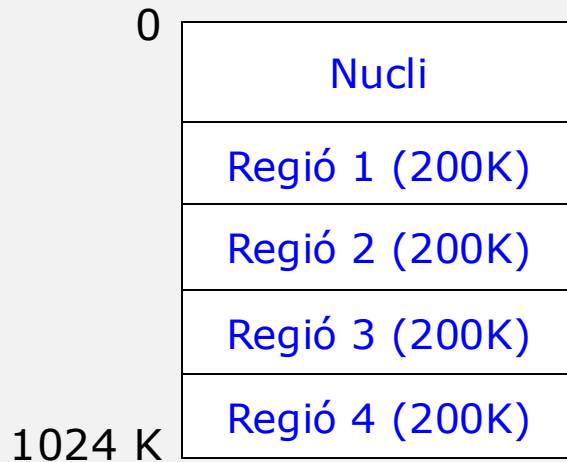 0
Nucli
Regió 1 (200K)
Regió 2 (200K)
Regió 3 (200K)
Regió 4 (200K)
1024 K